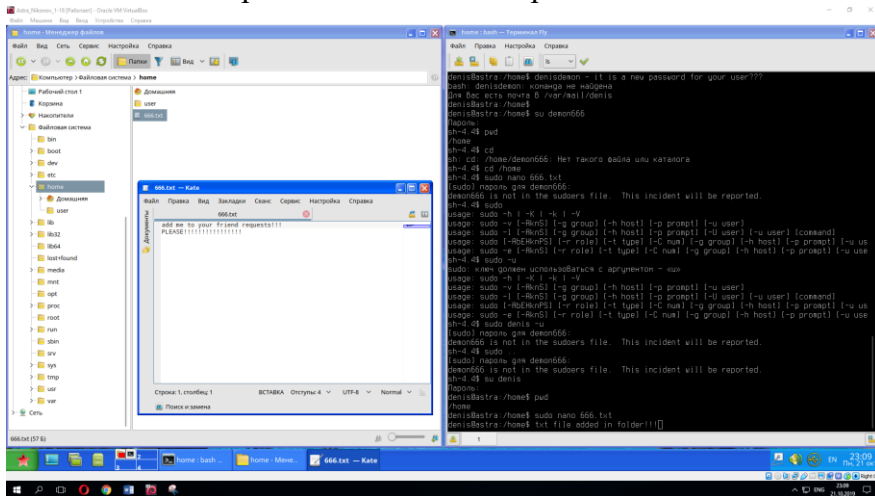 Astra_Nikonov_1-10 [Работает] - Oracle VM VirtualBox
Файл Машина Вид Ввод Устройства Справка
home - Менеджер файлов
Файл Вид Сеть Сервис Настройка Справка
Папки Вид
Адрес: Компьютер > Файловая система > home
Рабочий стол 1
Корзина
Накопители
Файловая система
bin
boot
dev
etc
home
Домашняя
user
lib
lib32
lib64
lost+found
media
mnt
opt
proc
root
run
sbin
srv
sys
tmp
usr
var
Сеть
Домашняя
user
666.txt
666.txt (57 Б)
666.txt — Kate
Файл Правка Вид Закладки Сеанс Сервис Настройка Справка
666.txt
Документы
add me to your friend requests!!!
Строка: 1, столбец: 1 ВСТАВКА Отступы: 4 UTF-8 Normal
Поиск и замена
home : bash — Терминал Fly
Файл Правка Настройка Справка
denis@astra:/home$ denisdemon - it is a new password for your user???
bash: denisdemon: команда не найдена
Для Вас есть почта в /var/mail/denis
denis@astra:/home$
denis@astra:/home$ su demon666
Пароль:
sh-4.4$ pwd
/home
sh-4.4$ cd
sh: cd: /home/demon666: Нет такого файла или каталога
sh-4.4$ cd /home
sh-4.4$ sudo nano 666.txt
[sudo] пароль для demon666:
demon666 is not in the sudoers file. This incident will be reported.
sh-4.4$ sudo
usage: sudo -h | -K | -k | -V
usage: sudo -v [-AknS] [-g group] [-h host] [-p prompt] [-u user]
usage: sudo -l [-AknS] [-g group] [-h host] [-p prompt] [-U user] [-u user] [command]
usage: sudo [-AbEHknPS] [-r role] [-t type] [-C num] [-g group] [-h host] [-p prompt] [-u us
usage: sudo -e [-AknS] [-r role] [-t type] [-C num] [-g group] [-h host] [-p prompt] [-u use
sh-4.4$ sudo -u
sudo: ключ должен использоваться с аргументом – «u»
usage: sudo -h | -K | -k | -V
usage: sudo -v [-AknS] [-g group] [-h host] [-p prompt] [-u user]
usage: sudo -l [-AknS] [-g group] [-h host] [-p prompt] [-U user] [-u user] [command]
usage: sudo [-AbEHknPS] [-r role] [-t type] [-C num] [-g group] [-h host] [-p prompt] [-u us
usage: sudo -e [-AknS] [-r role] [-t type] [-C num] [-g group] [-h host] [-p prompt] [-u use
sh-4.4$ sudo denis -u
[sudo] пароль для demon666:
demon666 is not in the sudoers file. This incident will be reported.
sh-4.4$ sudo ..
[sudo] пароль для demon666:
demon666 is not in the sudoers file. This incident will be reported.
sh-4.4$ su denis
Пароль:
denis@astra:/home$ pwd
/home
denis@astra:/home$ sudo nano 666.txt
denis@astra:/home$ txt file added in folder!!!
1
2
3 4
home : bash ...
home - Мене...
666.txt — Kate
EN
23:09
Пн, 21 ок
ENG
23:09
21.10.2019